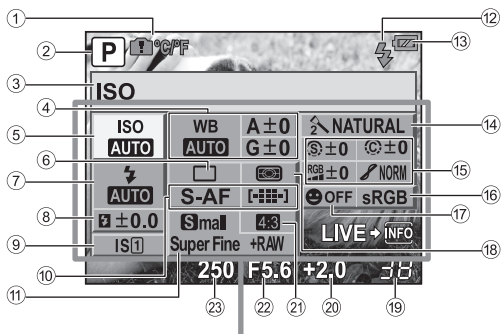 ① ⑫
② P °C/°F ⑬
③ ISO
④
⑤ ISO WB A±0 NATURAL ⑭
AUTO AUTO G±0
⑥ S±0 C±0
⑦ AUTO RGB±0 NORM ⑮
S-AF OFF sRGB ⑯
⑰
⑧ ±0.0 Small 4:3 LIVE INFO
⑨ IS1 Super Fine +RAW ⑱
⑩
⑪ 250 F5.6 +2.0 38
㉓ ㉒ ㉑ ⑳ ⑲